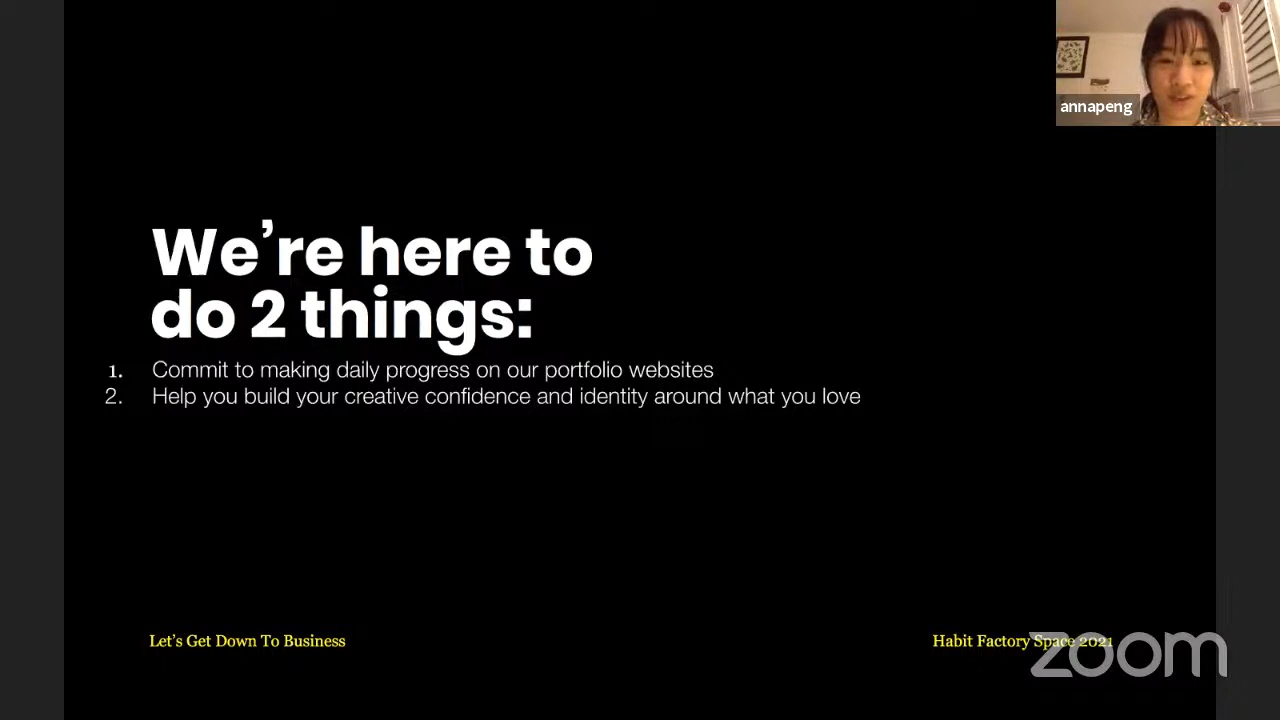 annapeng
We're here to
do 2 things:
1. Commit to making daily progress on our portfolio websites
2. Help you build your creative confidence and identity around what you love
Let's Get Down To Business
Habit Factory Space 2021
zoom